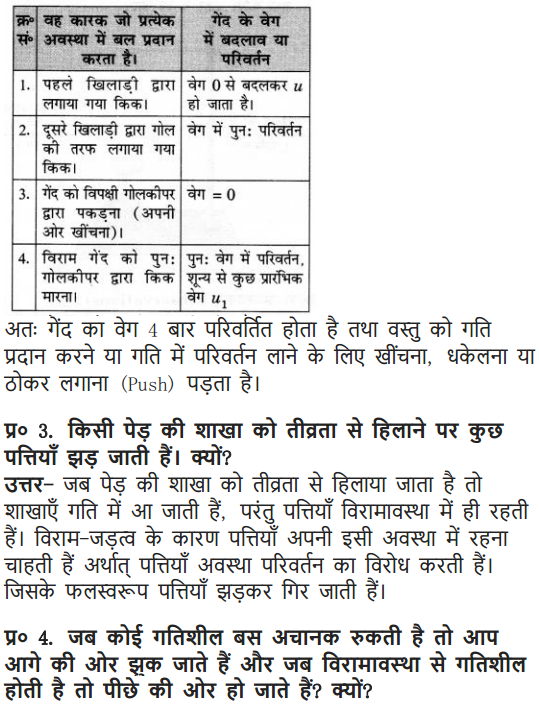 क्र॰ सं॰ | वह कारक जो प्रत्येक अवस्था में बल प्रदान करता है। | गेंद के वेग में बदलाव या परिवर्तन
1. | पहले खिलाड़ी द्वारा लगाया गया किक। | वेग 0 से बदलकर u हो जाता है।
2. | दूसरे खिलाड़ी द्वारा गोल की तरफ लगाया गया किक। | वेग में पुन: परिवर्तन
3. | गेंद को विपक्षी गोलकीपर द्वारा पकड़ना (अपनी ओर खींचना)। | वेग = 0
4. | विराम गेंद को पुन: गोलकीपर द्वारा किक मारना। | पुन: वेग में परिवर्तन, शून्य से कुछ प्रारंभिक वेग u₁
अतः गेंद का वेग 4 बार परिवर्तित होता है तथा वस्तु को गति
प्रदान करने या गति में परिवर्तन लाने के लिए खींचना, धकेलना या
ठोकर लगाना (Push) पड़ता है।
प्र॰ 3. किसी पेड़ की शाखा को तीव्रता से हिलाने पर कुछ
पत्तियाँ झड़ जाती हैं। क्यों?
उत्तर– जब पेड़ की शाखा को तीव्रता से हिलाया जाता है तो
शाखाएँ गति में आ जाती हैं, परंतु पत्तियाँ विरामावस्था में ही रहती
हैं। विराम-जड़त्व के कारण पत्तियाँ अपनी इसी अवस्था में रहना
चाहती हैं अर्थात् पत्तियाँ अवस्था परिवर्तन का विरोध करती हैं।
जिसके फलस्वरूप पत्तियाँ झड़कर गिर जाती हैं।
प्र॰ 4. जब कोई गतिशील बस अचानक रुकती है तो आप
आगे की ओर झुक जाते हैं और जब विरामावस्था से गतिशील
होती है तो पीछे की ओर हो जाते हैं? क्यों?